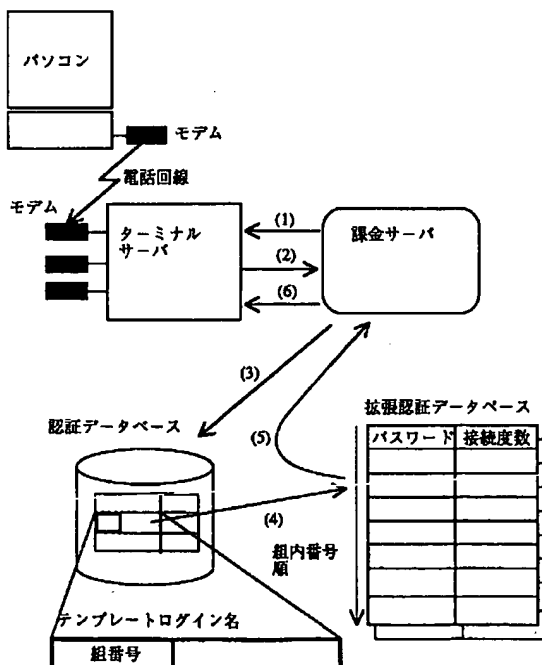 パソコン
モデム
電話回線
モデム
ターミナル
サーバ
(1)
(2)
(6)
課金サーバ
(3)
(5)
認証データベース
拡張認証データベース
パスワード 接続度数
(4)
組内番号
順
テンプレートログイン名
組番号